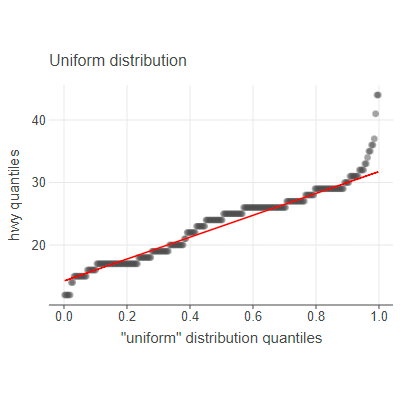 Uniform distribution
hwy quantiles
40
30
20
0.0 0.2 0.4 0.6 0.8 1.0
"uniform" distribution quantiles